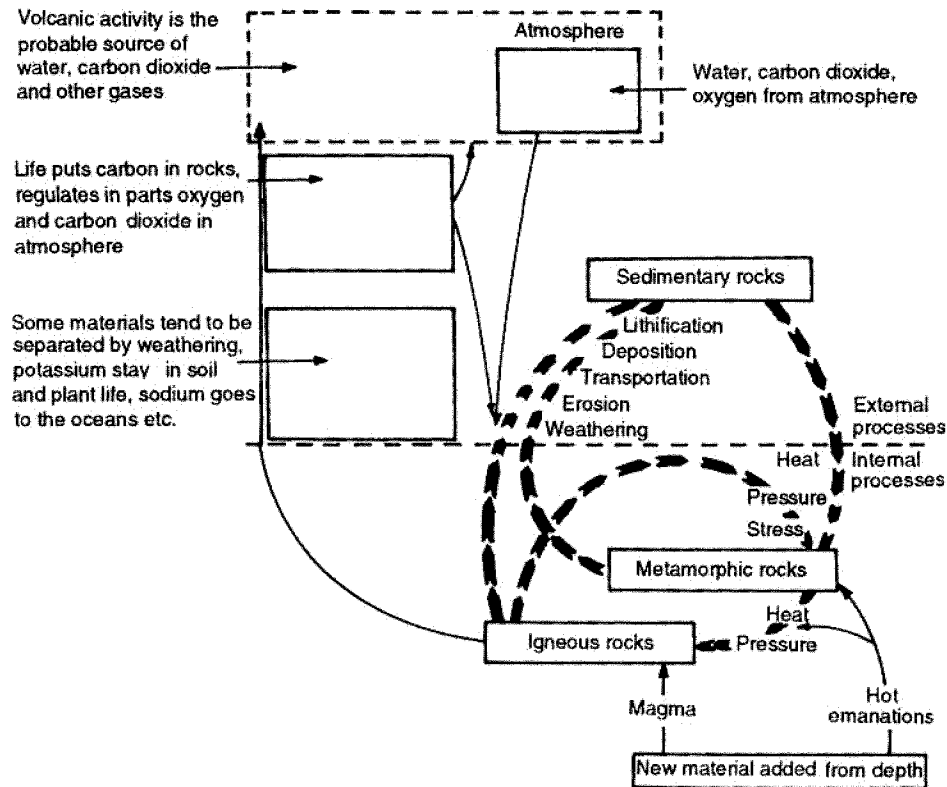 Volcanic activity is the
probable source of
water, carbon dioxide
and other gases
Atmosphere
Water, carbon dioxide,
oxygen from atmosphere
Life puts carbon in rocks,
regulates in parts oxygen
and carbon dioxide in
atmosphere
Some materials tend to be
separated by weathering,
potassium stay in soil
and plant life, sodium goes
to the oceans etc.
Sedimentary rocks
Lithification
Deposition
Transportation
Erosion
Weathering
External
processes
Heat
Internal
processes
Pressure
Stress
Metamorphic rocks
Heat
Pressure
Igneous rocks
Magma
Hot
emanations
New material added from depth